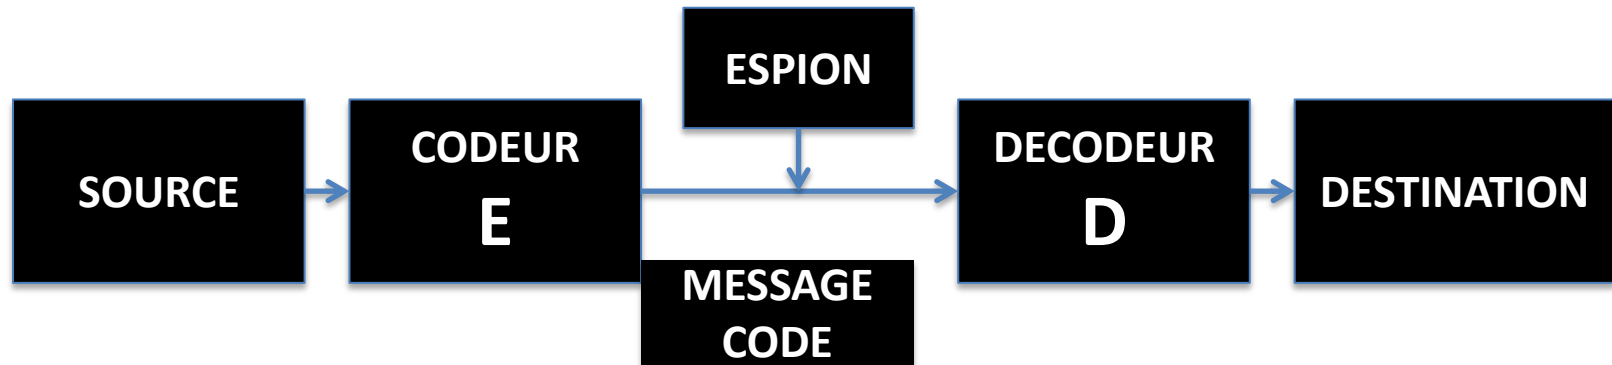 ESPION
SOURCE
CODEUR
E
DECODEUR
D
DESTINATION
MESSAGE
CODE